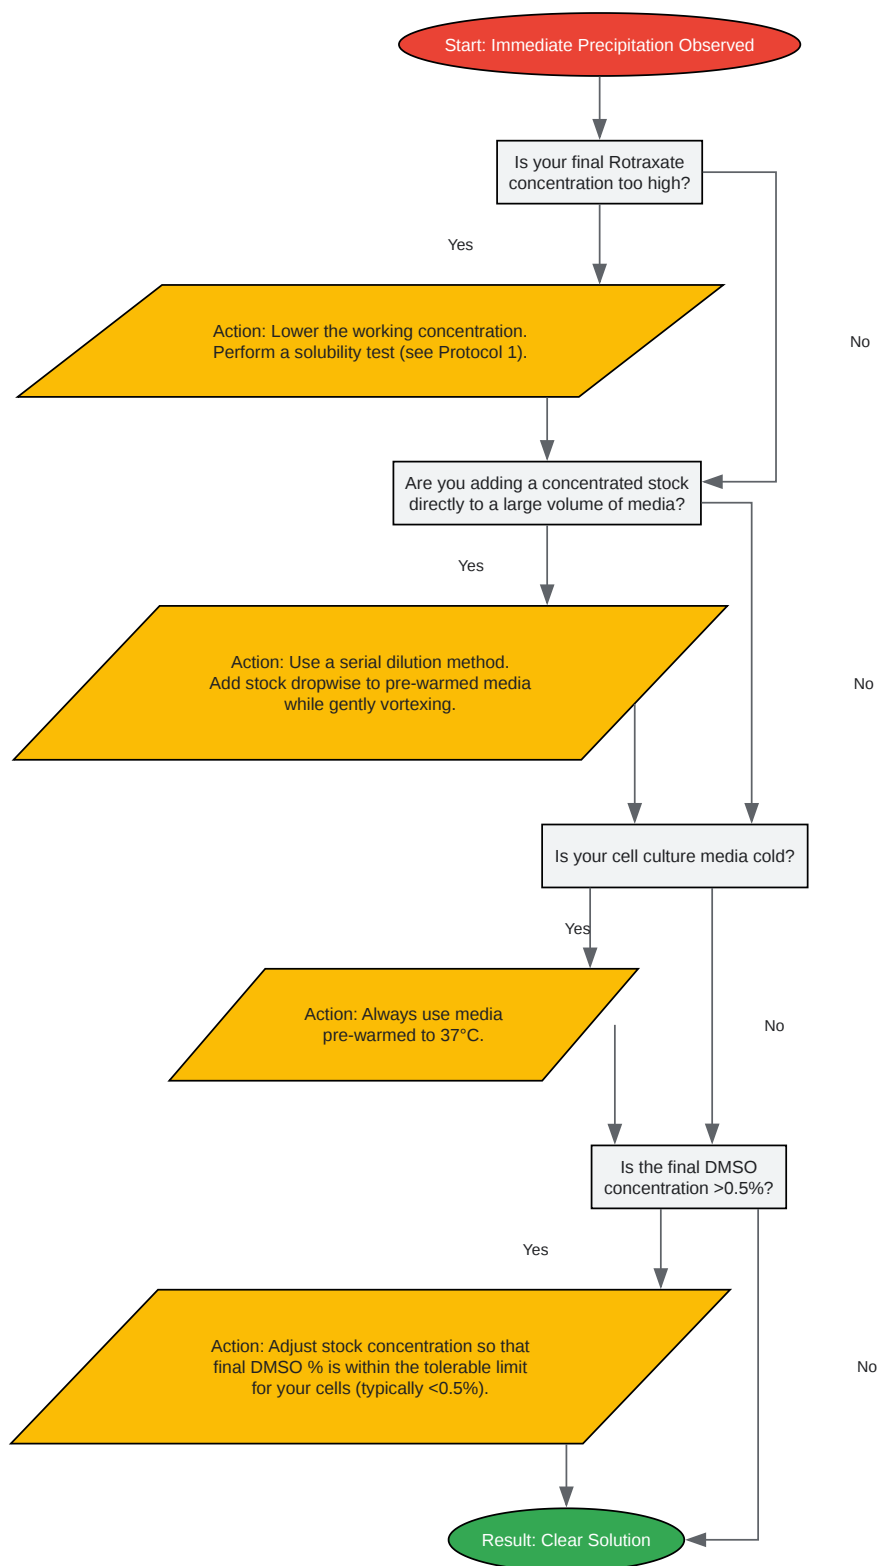 Start: Immediate Precipitation Observed
Is your final Rotraxate
concentration too high?
Yes
Action: Lower the working concentration.
Perform a solubility test (see Protocol 1).
No
Are you adding a concentrated stock
directly to a large volume of media?
Yes
Action: Use a serial dilution method.
Add stock dropwise to pre-warmed media
while gently vortexing.
No
Is your cell culture media cold?
Yes
Action: Always use media
pre-warmed to 37°C.
No
Is the final DMSO
concentration >0.5%?
Yes
Action: Adjust stock concentration so that
final DMSO % is within the tolerable limit
for your cells (typically <0.5%).
No
Result: Clear Solution